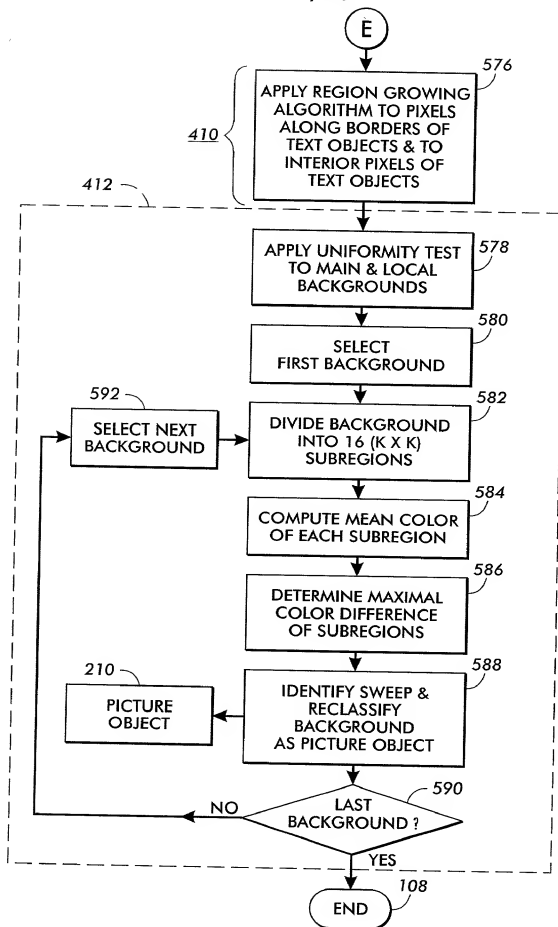 E
576
APPLY REGION GROWING
ALGORITHM TO PIXELS
ALONG BORDERS OF
TEXT OBJECTS & TO
INTERIOR PIXELS OF
TEXT OBJECTS
410
412
578
APPLY UNIFORMITY TEST
TO MAIN & LOCAL
BACKGROUNDS
580
SELECT
FIRST BACKGROUND
592
SELECT NEXT
BACKGROUND
582
DIVIDE BACKGROUND
INTO 16 (K X K)
SUBREGIONS
584
COMPUTE MEAN COLOR
OF EACH SUBREGION
586
DETERMINE MAXIMAL
COLOR DIFFERENCE
OF SUBREGIONS
210
PICTURE
OBJECT
588
IDENTIFY SWEEP &
RECLASSIFY
BACKGROUND
AS PICTURE OBJECT
590
NO
LAST
BACKGROUND ?
YES
108
END